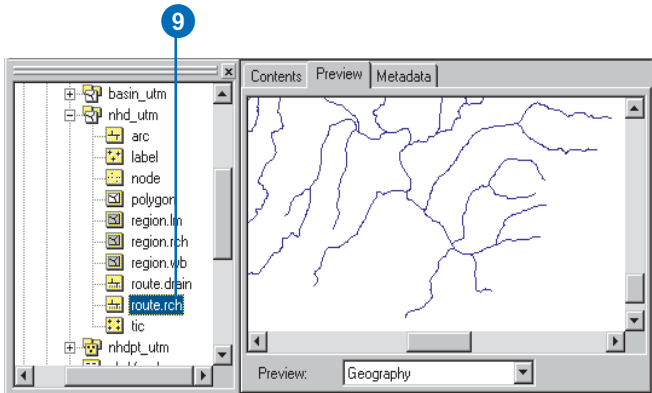 9
Contents Preview Metadata
basin_utm
nhd_utm
arc
label
node
polygon
region.lm
region.rch
region.wb
route.drain
route.rch
tic
nhdpt_utm
Preview: Geography